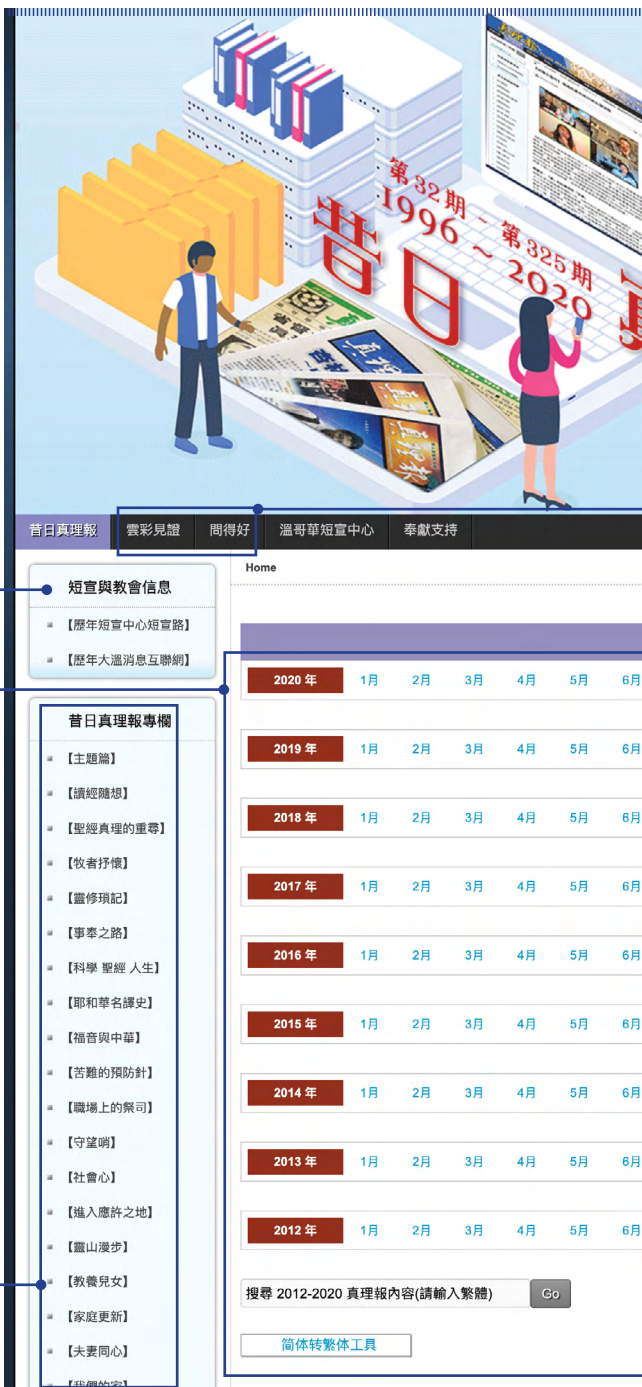 第32期 ~ 第325期
1996 ~ 2020
昔日
真理報
昔日真理報 雲彩見證 問得好 溫哥華短宣中心 奉獻支持
Home
短宣與教會信息
【歷年短宣中心短宣路】
【歷年大溫消息互聯網】
昔日真理報專欄
【主題篇】
【讀經隨想】
【聖經真理的重尋】
【牧者抒懷】
【靈修瑣記】
【事奉之路】
【科學 聖經 人生】
【耶和華名譯史】
【福音與中華】
【苦難的預防針】
【職場上的祭司】
【守望哨】
【社會心】
【進入應許之地】
【靈山漫步】
【教養兒女】
【家庭更新】
【夫妻同心】
【我們的家】
2020 年 1月 2月 3月 4月 5月 6月
2019 年 1月 2月 3月 4月 5月 6月
2018 年 1月 2月 3月 4月 5月 6月
2017 年 1月 2月 3月 4月 5月 6月
2016 年 1月 2月 3月 4月 5月 6月
2015 年 1月 2月 3月 4月 5月 6月
2014 年 1月 2月 3月 4月 5月 6月
2013 年 1月 2月 3月 4月 5月 6月
2012 年 1月 2月 3月 4月 5月 6月
搜尋 2012-2020 真理報內容(請輸入繁體) Go
简体转繁体工具